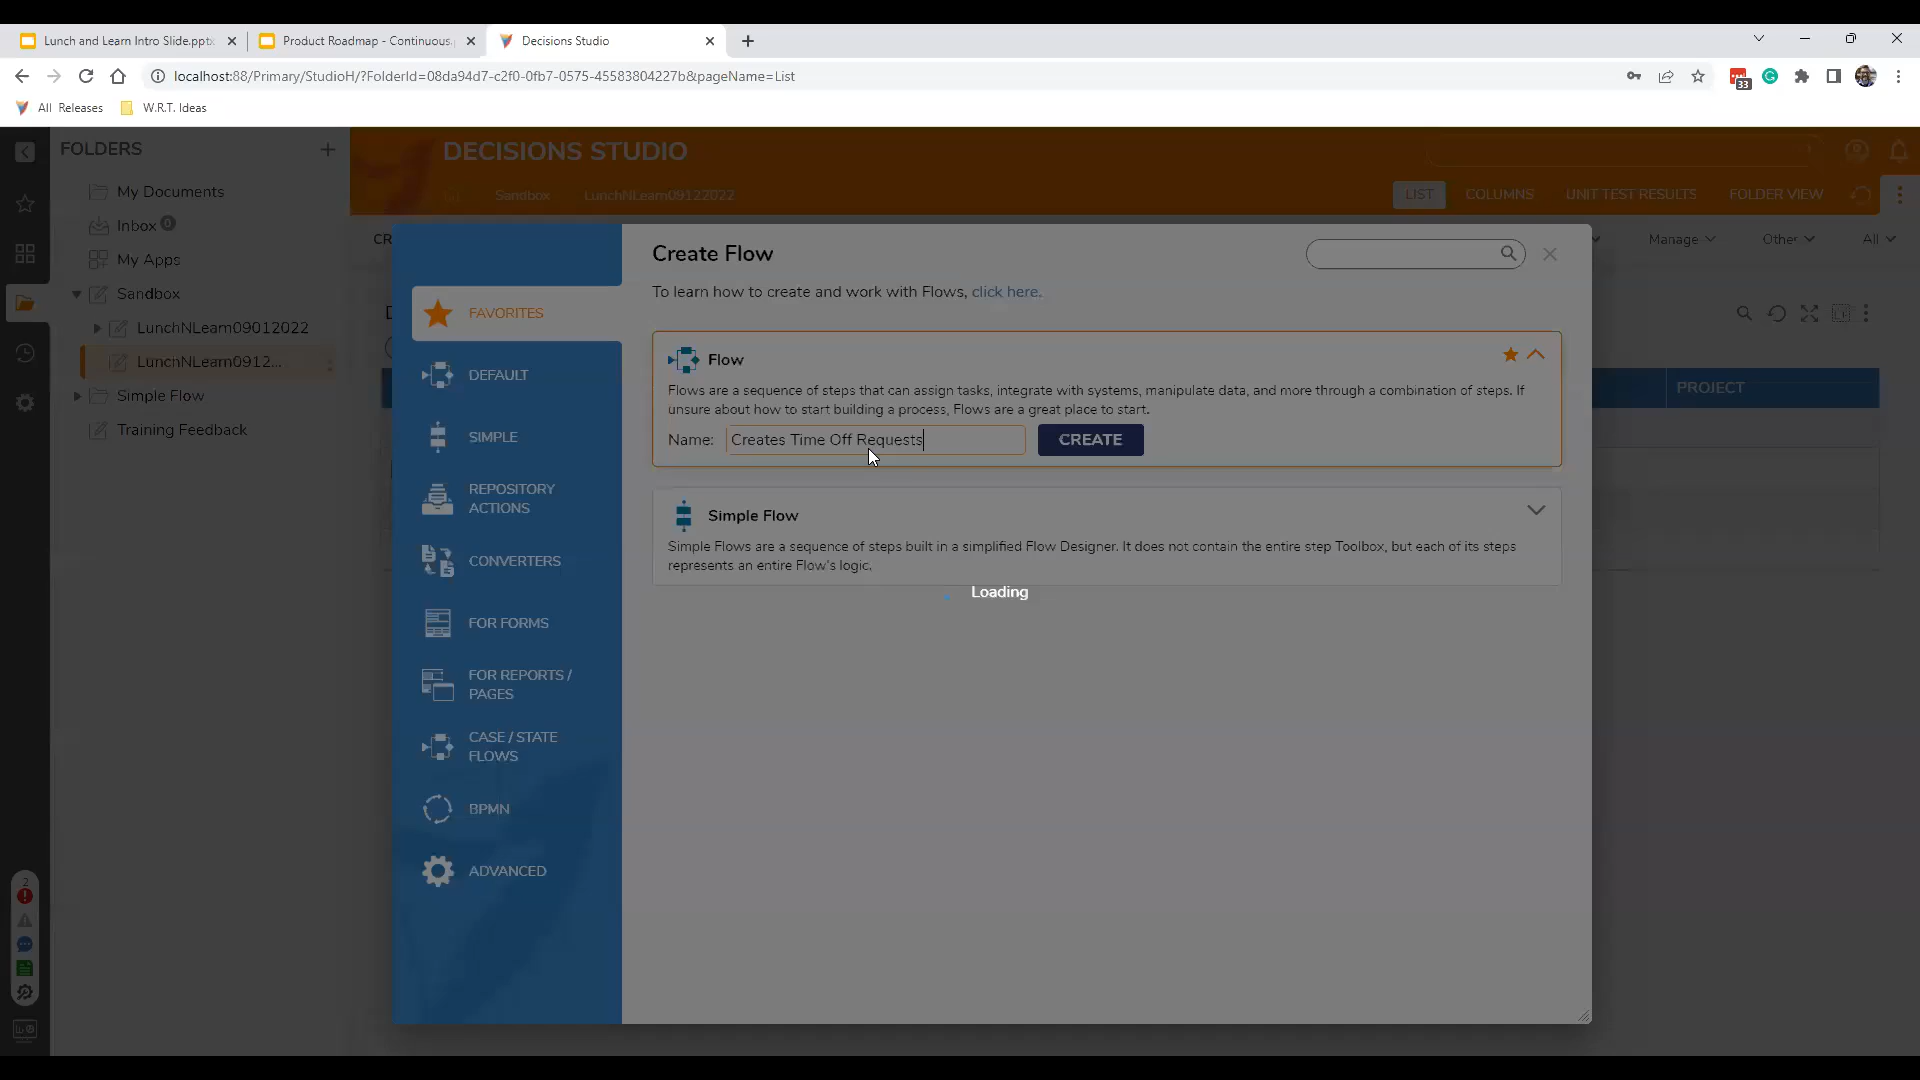 Lunch and Learn Intro Slide.pptx
Product Roadmap - Continuous
Decisions Studio
localhost:88/Primary/StudioH/?FolderId=08da94d7-c2f0-0fb7-0575-45583804227b&pageName=List
33
All Releases
W.R.T. Ideas
FOLDERS
DECISIONS STUDIO
My Documents
Sandbox
LunchNLearn09122022
LIST
COLUMNS
UNIT TEST RESULTS
FOLDER VIEW
Inbox 0
My Apps
CR
Manage
Other
All
Create Flow
To learn how to create and work with Flows, click here.
Sandbox
LunchNLearn09012022
LunchNLearn0912...
Simple Flow
Training Feedback
FAVORITES
DEFAULT
SIMPLE
REPOSITORY
ACTIONS
CONVERTERS
FOR FORMS
FOR REPORTS /
PAGES
CASE / STATE
FLOWS
BPMN
ADVANCED
Flow
Flows are a sequence of steps that can assign tasks, integrate with systems, manipulate data, and more through a combination of steps. If
unsure about how to start building a process, Flows are a great place to start.
Name: Creates Time Off Requests
CREATE
PROJECT
Simple Flow
Simple Flows are a sequence of steps built in a simplified Flow Designer. It does not contain the entire step Toolbox, but each of its steps
represents an entire Flow's logic.
Loading
2